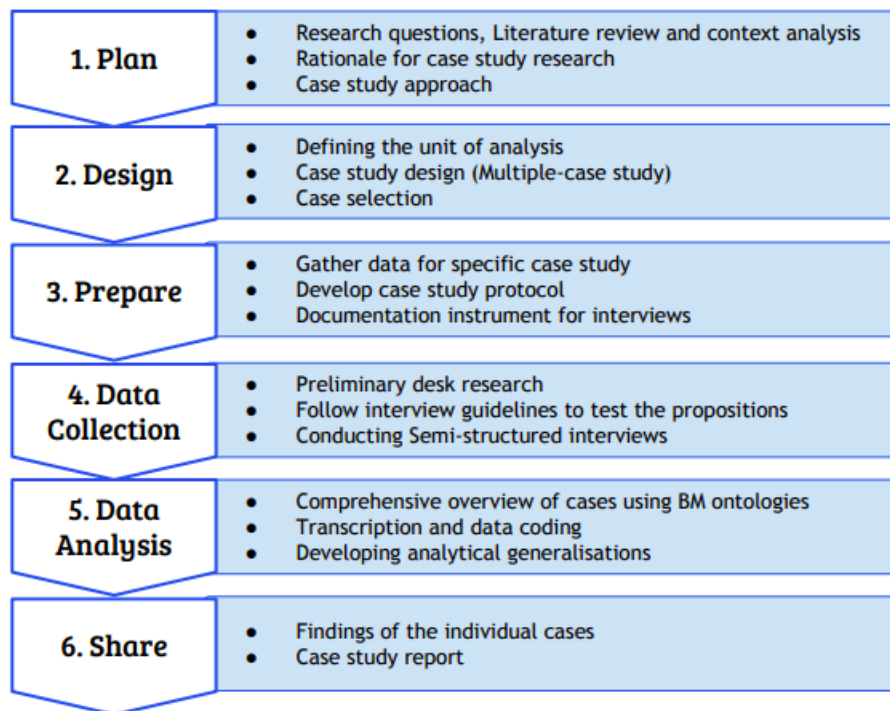 1. Plan
● Research questions, Literature review and context analysis
● Rationale for case study research
● Case study approach
2. Design
● Defining the unit of analysis
● Case study design (Multiple-case study)
● Case selection
3. Prepare
● Gather data for specific case study
● Develop case study protocol
● Documentation instrument for interviews
4. Data
Collection
● Preliminary desk research
● Follow interview guidelines to test the propositions
● Conducting Semi-structured interviews
5. Data
Analysis
● Comprehensive overview of cases using BM ontologies
● Transcription and data coding
● Developing analytical generalisations
6. Share
● Findings of the individual cases
● Case study report